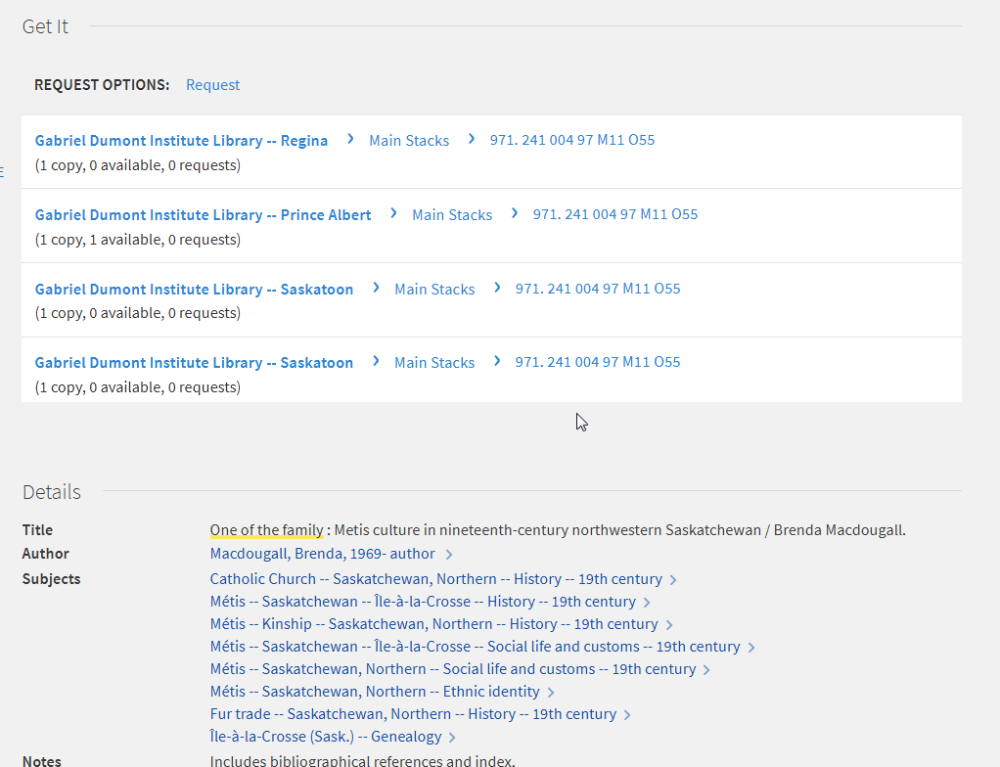 Get It
REQUEST OPTIONS: Request
Gabriel Dumont Institute Library -- Regina > Main Stacks > 971. 241 004 97 M11 O55
(1 copy, 0 available, 0 requests)
E
Gabriel Dumont Institute Library -- Prince Albert > Main Stacks > 971. 241 004 97 M11 O55
(1 copy, 1 available, 0 requests)
Gabriel Dumont Institute Library -- Saskatoon > Main Stacks > 971. 241 004 97 M11 O55
(1 copy, 0 available, 0 requests)
Gabriel Dumont Institute Library -- Saskatoon > Main Stacks > 971. 241 004 97 M11 O55
(1 copy, 0 available, 0 requests)
Details
Title One of the family : Metis culture in nineteenth-century northwestern Saskatchewan / Brenda Macdougall.
Author Macdougall, Brenda, 1969- author >
Subjects Catholic Church -- Saskatchewan, Northern -- History -- 19th century >
Métis -- Saskatchewan -- Île-à-la-Crosse -- History -- 19th century >
Métis -- Kinship -- Saskatchewan, Northern -- History -- 19th century >
Métis -- Saskatchewan -- Île-à-la-Crosse -- Social life and customs -- 19th century >
Métis -- Saskatchewan, Northern -- Social life and customs -- 19th century >
Métis -- Saskatchewan, Northern -- Ethnic identity >
Fur trade -- Saskatchewan, Northern -- History -- 19th century >
Île-à-la-Crosse (Sask.) -- Genealogy >
Notes Includes bibliographical references and index.